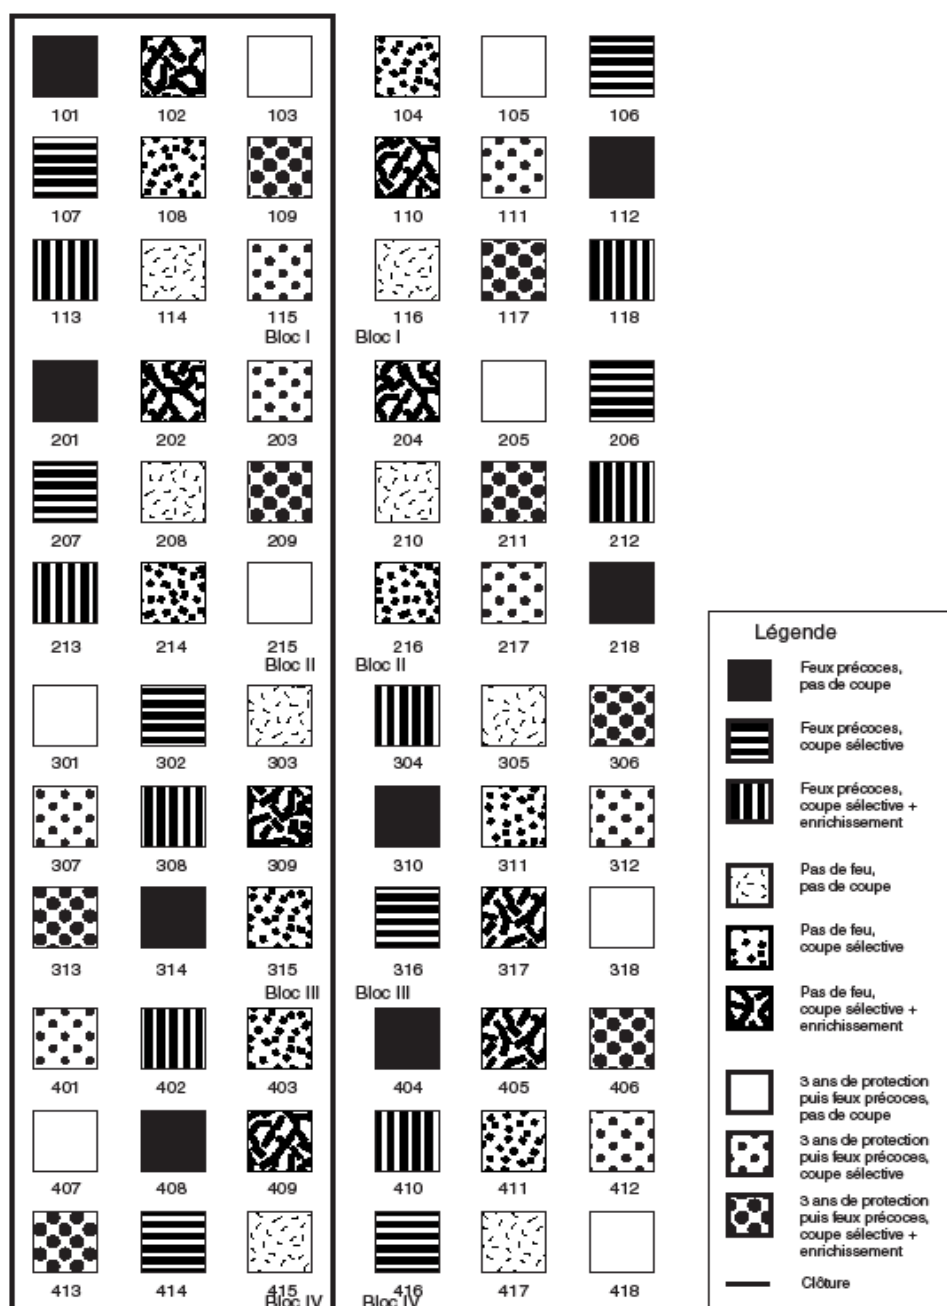 101 102 103 104 105 106
107 108 109 110 111 112
113 114 115 116 117 118
Bloc I Bloc I
201 202 203 204 205 206
207 208 209 210 211 212
213 214 215 216 217 218
Bloc II Bloc II
301 302 303 304 305 306
307 308 309 310 311 312
313 314 315 316 317 318
Bloc III Bloc III
401 402 403 404 405 406
407 408 409 410 411 412
413 414 415 416 417 418
Bloc IV Bloc IV
Légende
Feux précoces,
pas de coupe
Feux précoces,
coupe sélective
Feux précoces,
coupe sélective +
enrichissement
Pas de feu,
pas de coupe
Pas de feu,
coupe sélective
Pas de feu,
coupe sélective +
enrichissement
3 ans de protection
puis feux précoces,
pas de coupe
3 ans de protection
puis feux précoces,
coupe sélective
3 ans de protection
puis feux précoces,
coupe sélective +
enrichissement
Clôture